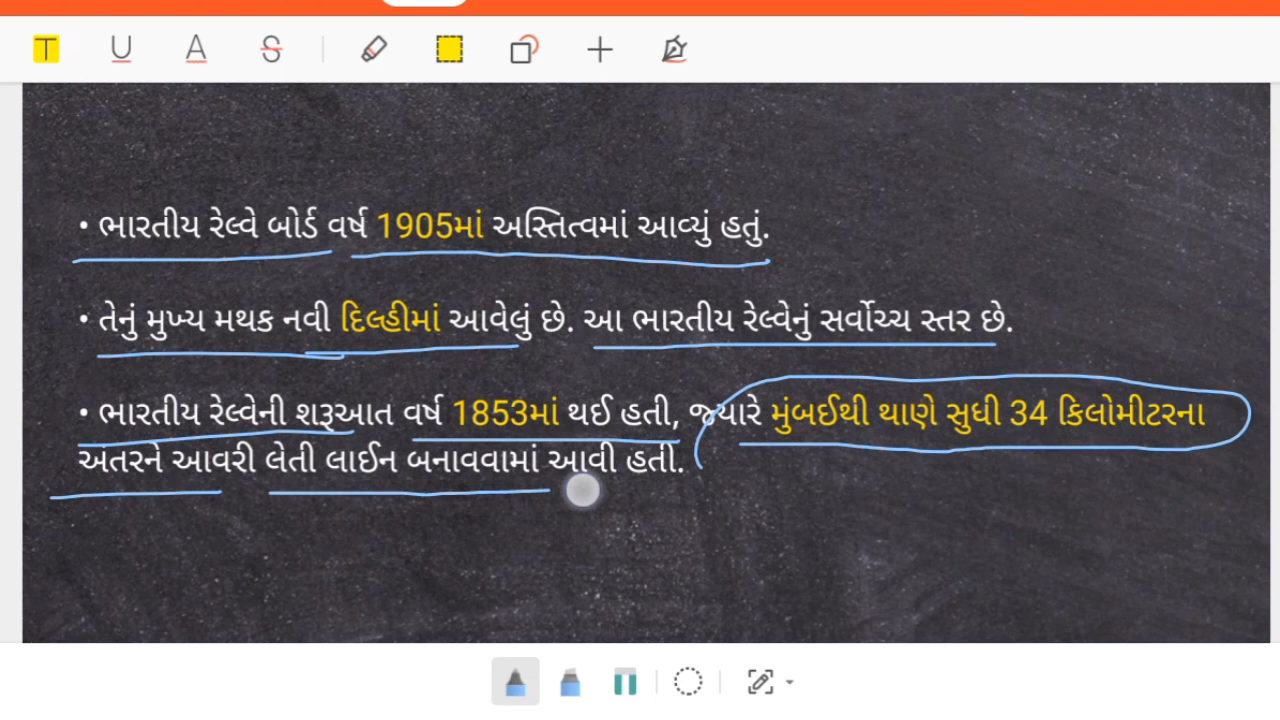 • ભારતીય રેલ્વે બોર્ડ વર્ષ 1905માં અસ્તિત્વમાં આવ્યું હતું.
• તેનું મુખ્ય મથક નવી દિલ્હીમાં આવેલું છે. આ ભારતીય રેલ્વેનું સર્વોચ્ચ સ્તર છે.
• ભારતીય રેલ્વેની શરૂઆત વર્ષ 1853માં થઈ હતી, જ્યારે મુંબઈથી થાણે સુધી 34 કિલોમીટરના
અંતરને આવરી લેતી લાઈન બનાવવામાં આવી હતી.